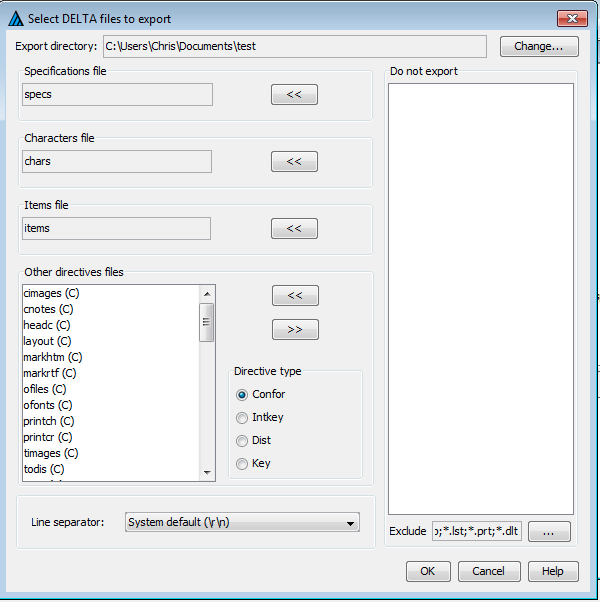 Select DELTA files to export
Export directory: C:\Users\Chris\Documents\test Change...
Specifications file
specs <<
Characters file
chars <<
Items file
items <<
Other directives files
cimages (C)
cnotes (C)
headc (C)
layout (C)
markhtm (C)
markrtf (C)
ofiles (C)
ofonts (C)
printch (C)
printcr (C)
timages (C)
todis (C)
<<
>>
Directive type
Confor
Intkey
Dist
Key
Line separator: System default (\r\n)
Do not export
Exclude ;*.lst;*.prt;*.dlt ...
OK Cancel Help